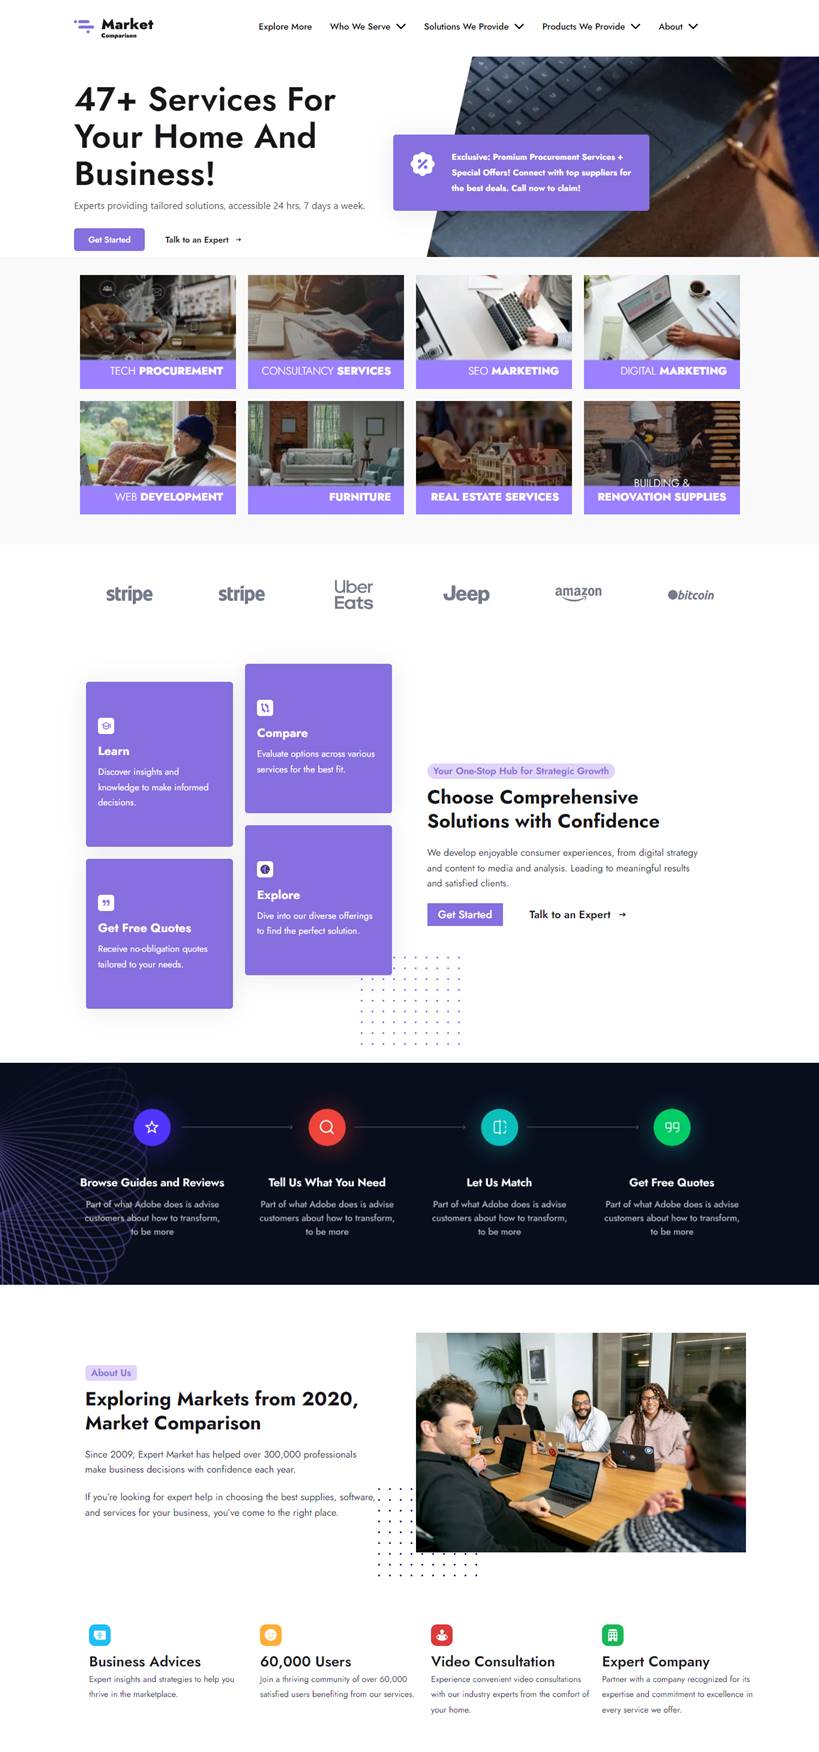 Market
Comparison
Explore More
Who We Serve
Solutions We Provide
Products We Provide
About
47+ Services For
Your Home And
Business!
Experts providing tailored solutions, accessible 24 hrs, 7 days a week.
Get Started
Talk to an Expert →
Exclusive: Premium Procurement Services +
Special Offers! Connect with top suppliers for
the best deals. Call now to claim!
TECH PROCUREMENT
CONSULTANCY SERVICES
SEO MARKETING
DIGITAL MARKETING
WEB DEVELOPMENT
FURNITURE
REAL ESTATE SERVICES
BUILDING &
RENOVATION SUPPLIES
stripe
stripe
Uber
Eats
Jeep
amazon
bitcoin
Learn
Discover insights and
knowledge to make informed
decisions.
Compare
Evaluate options across various
services for the best fit.
Get Free Quotes
Receive no-obligation quotes
tailored to your needs.
Explore
Dive into our diverse offerings
to find the perfect solution.
Your One-Stop Hub for Strategic Growth
Choose Comprehensive
Solutions with Confidence
We develop enjoyable consumer experiences, from digital strategy
and content to media and analysis. Leading to meaningful results
and satisfied clients.
Get Started
Talk to an Expert →
Browse Guides and Reviews
Part of what Adobe does is advise
customers about how to transform,
to be more
Tell Us What You Need
Part of what Adobe does is advise
customers about how to transform,
to be more
Let Us Match
Part of what Adobe does is advise
customers about how to transform,
to be more
Get Free Quotes
Part of what Adobe does is advise
customers about how to transform,
to be more
About Us
Exploring Markets from 2020,
Market Comparison
Since 2009, Expert Market has helped over 300,000 professionals
make business decisions with confidence each year.
If you're looking for expert help in choosing the best supplies, software,
and services for your business, you've come to the right place.
Business Advices
Expert insights and strategies to help you
thrive in the marketplace.
60,000 Users
Join a thriving community of over 60,000
satisfied users benefiting from our services.
Video Consultation
Experience convenient video consultations
with our industry experts from the comfort of
your home.
Expert Company
Partner with a company recognized for its
expertise and commitment to excellence in
every service we offer.